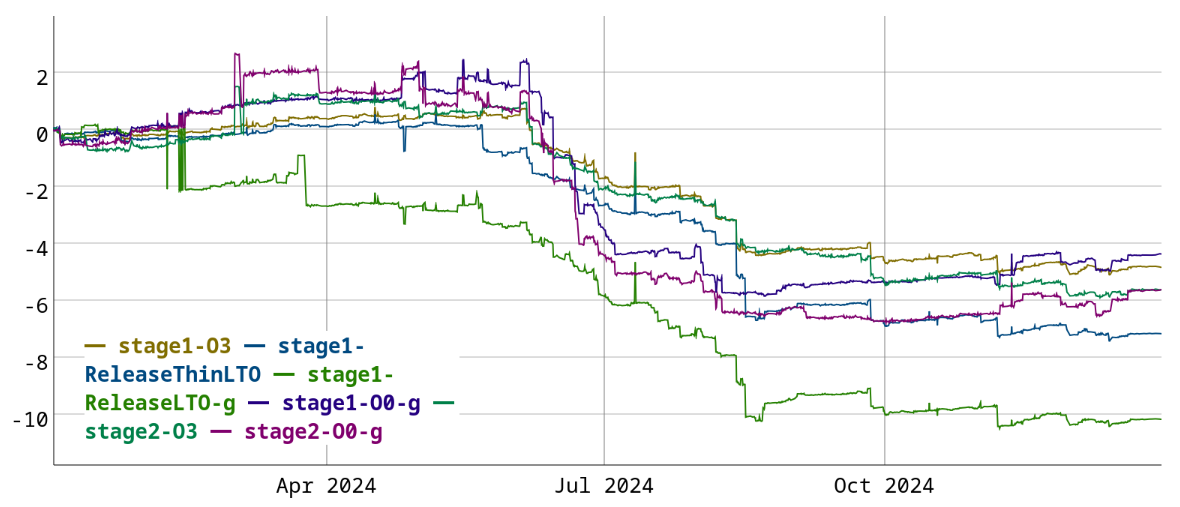 2
0
-2
-4
-6
-8
-10
— stage1-O3 — stage1-
ReleaseThinLTO — stage1-
ReleaseLTO-g — stage1-O0-g —
stage2-O3 — stage2-O0-g
Apr 2024 Jul 2024 Oct 2024